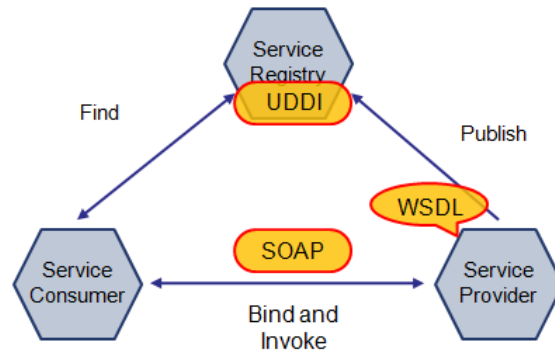 Service
Registry
UDDI
Find
Publish
WSDL
SOAP
Service
Consumer
Service
Provider
Bind and
Invoke